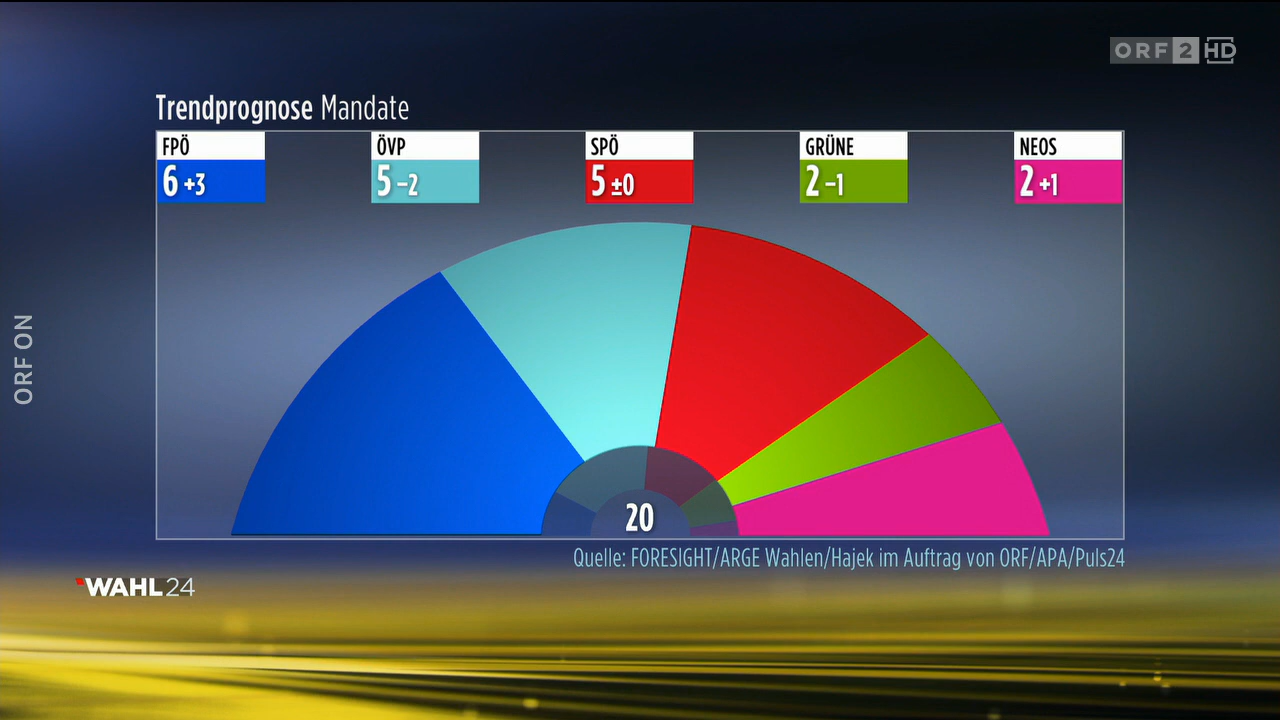 ORF 2 HD
Trendprognose Mandate
FPÖ ÖVP SPÖ GRÜNE NEOS
6 +3 5 –2 5 ±0 2 –1 2 +1
20
Quelle: FORESIGHT/ARGE Wahlen/Hajek im Auftrag von ORF/APA/Puls24
WAHL24
ORF ON